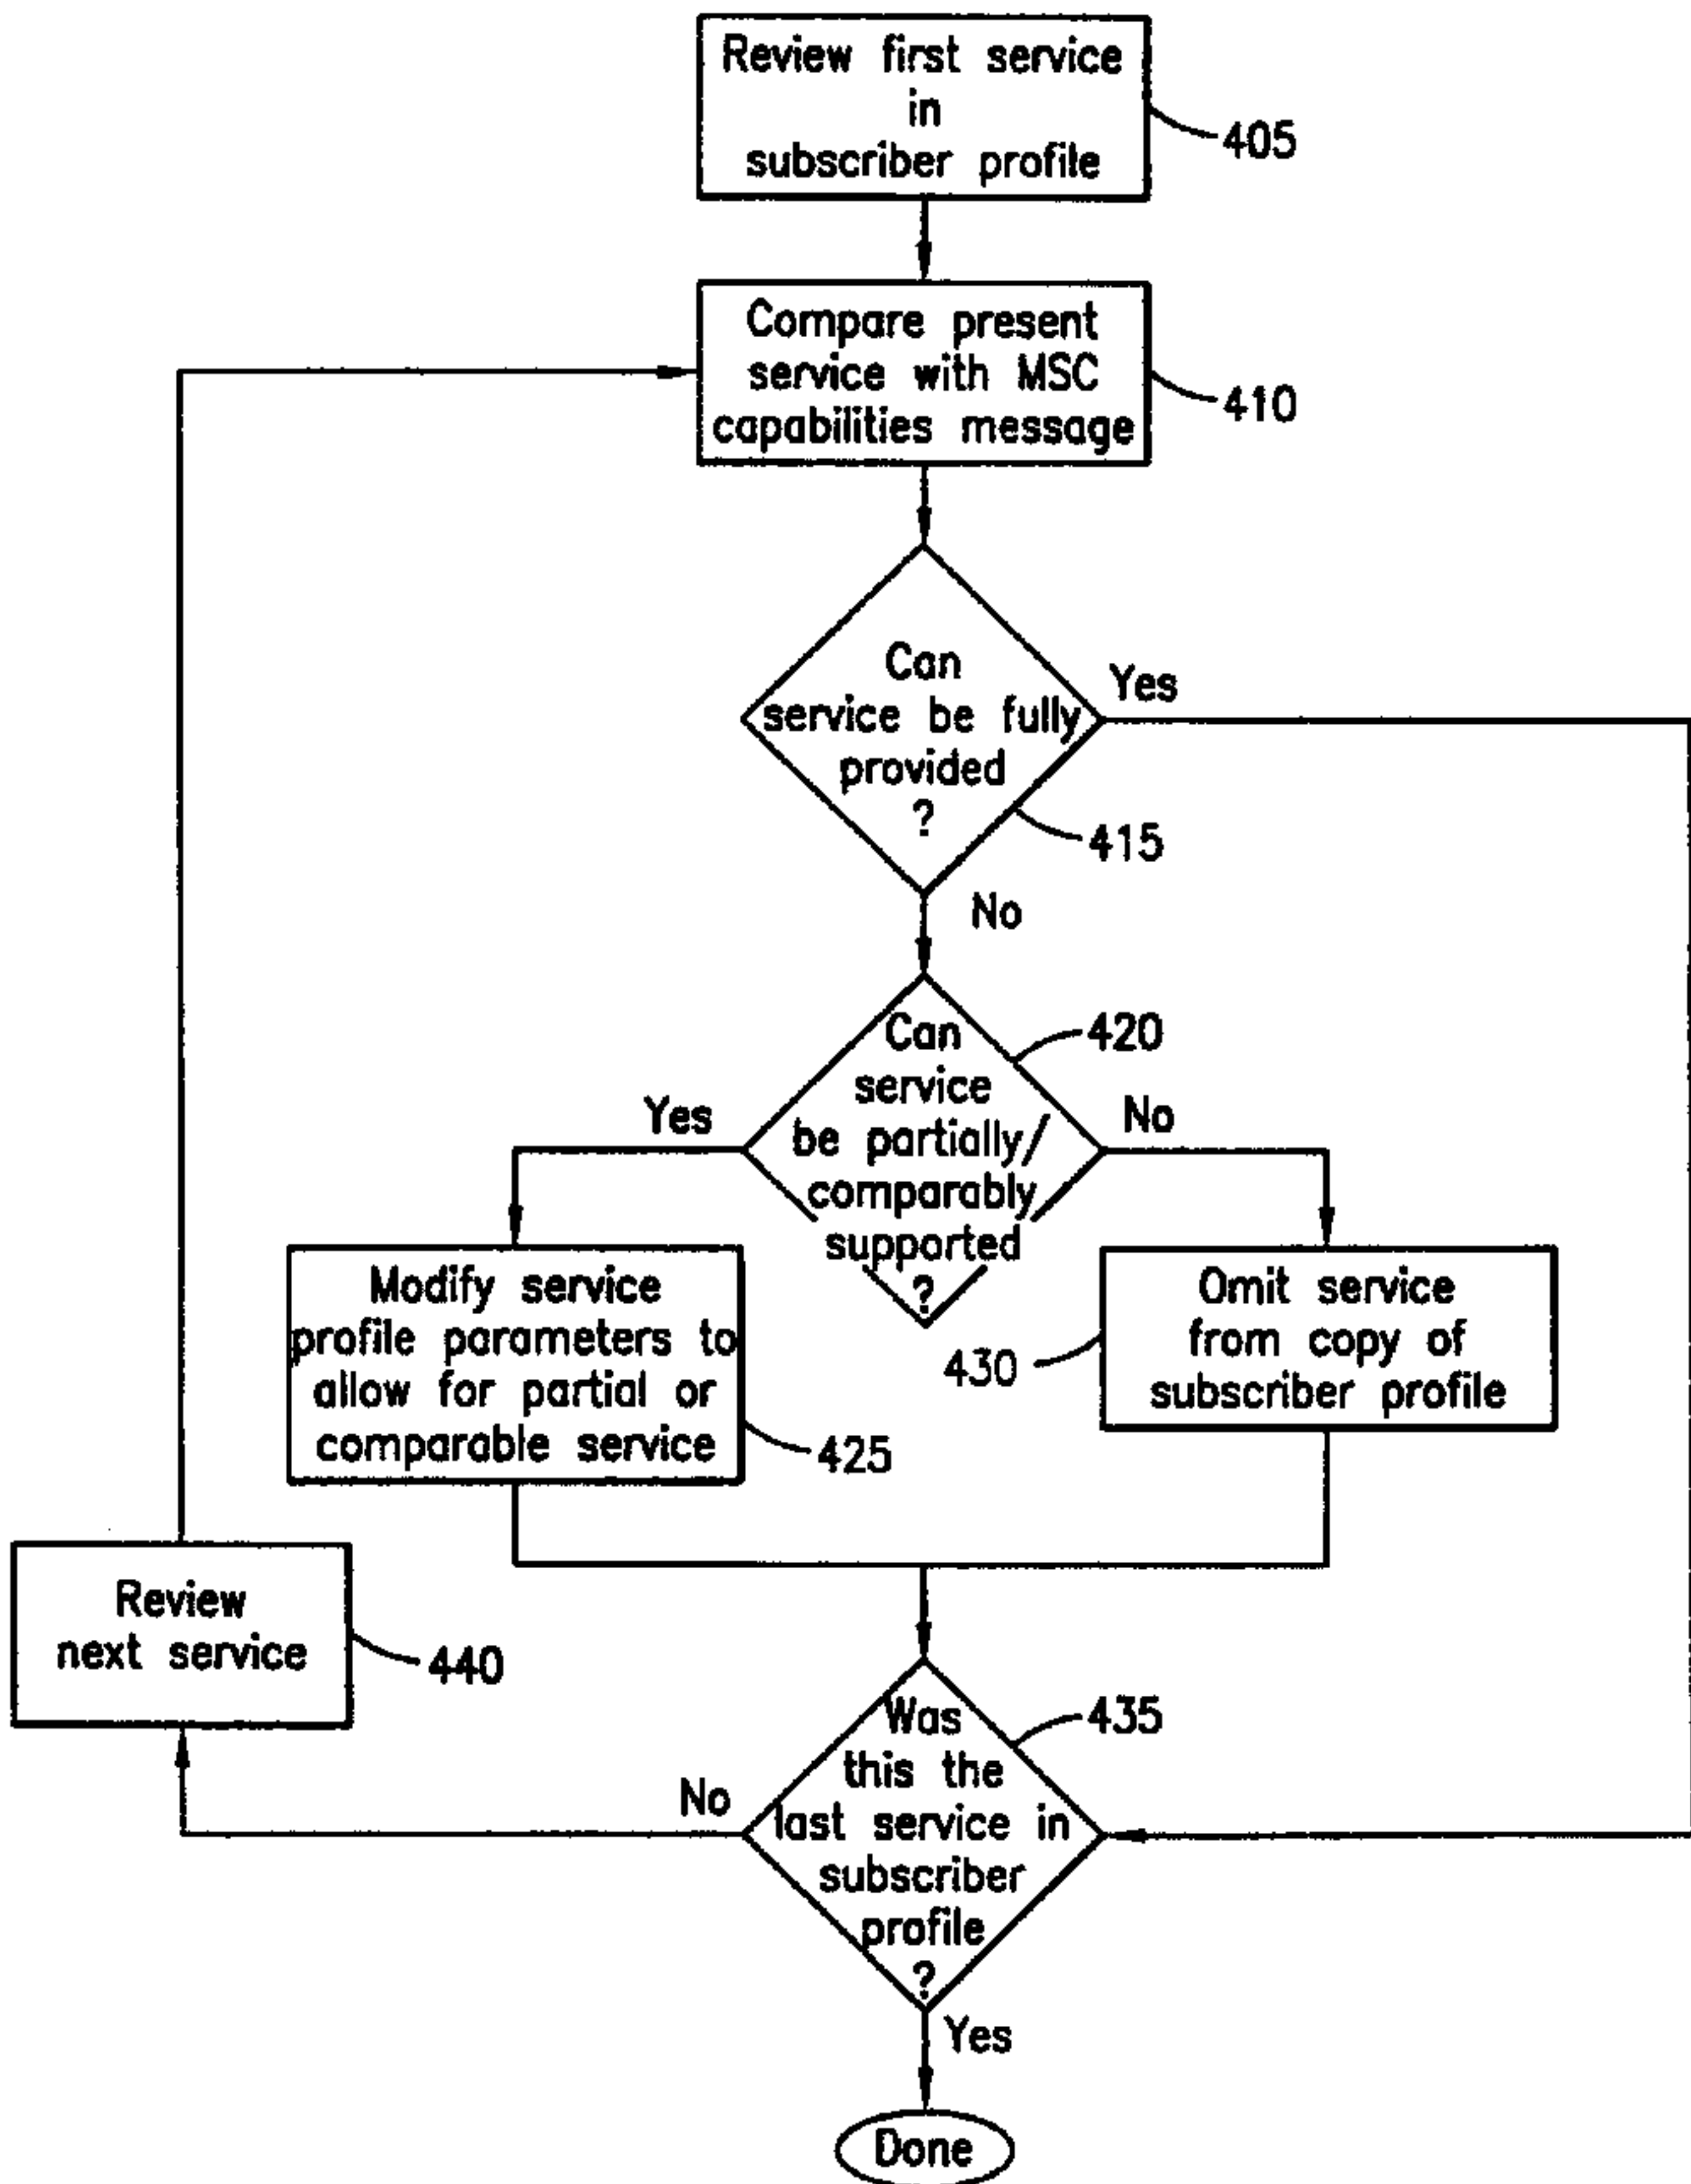 Review first service
in
subscriber profile
405
Compare present
service with MSC
capabilities message
410
Can
service be fully
provided
?
Yes
415
No
Can
service
be partially/
comparably
supported
?
420
Yes
No
Modify service
profile parameters to
allow for partial or
comparable service
425
Omit service
from copy of
subscriber profile
430
Review
next service
440
Was
this the
last service in
subscriber
profile
?
435
No
Yes
Done